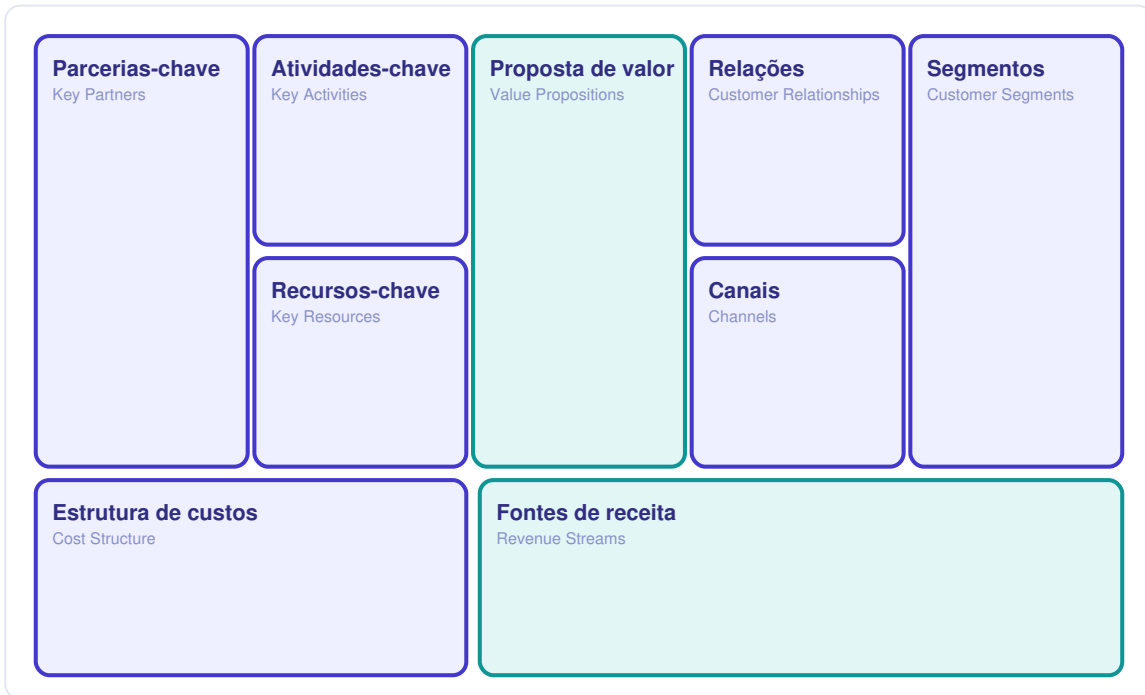 Parcerias-chave
Key Partners
Atividades-chave
Key Activities
Recursos-chave
Key Resources
Proposta de valor
Value Propositions
Relações
Customer Relationships
Canais
Channels
Segmentos
Customer Segments
Estrutura de custos
Cost Structure
Fontes de receita
Revenue Streams